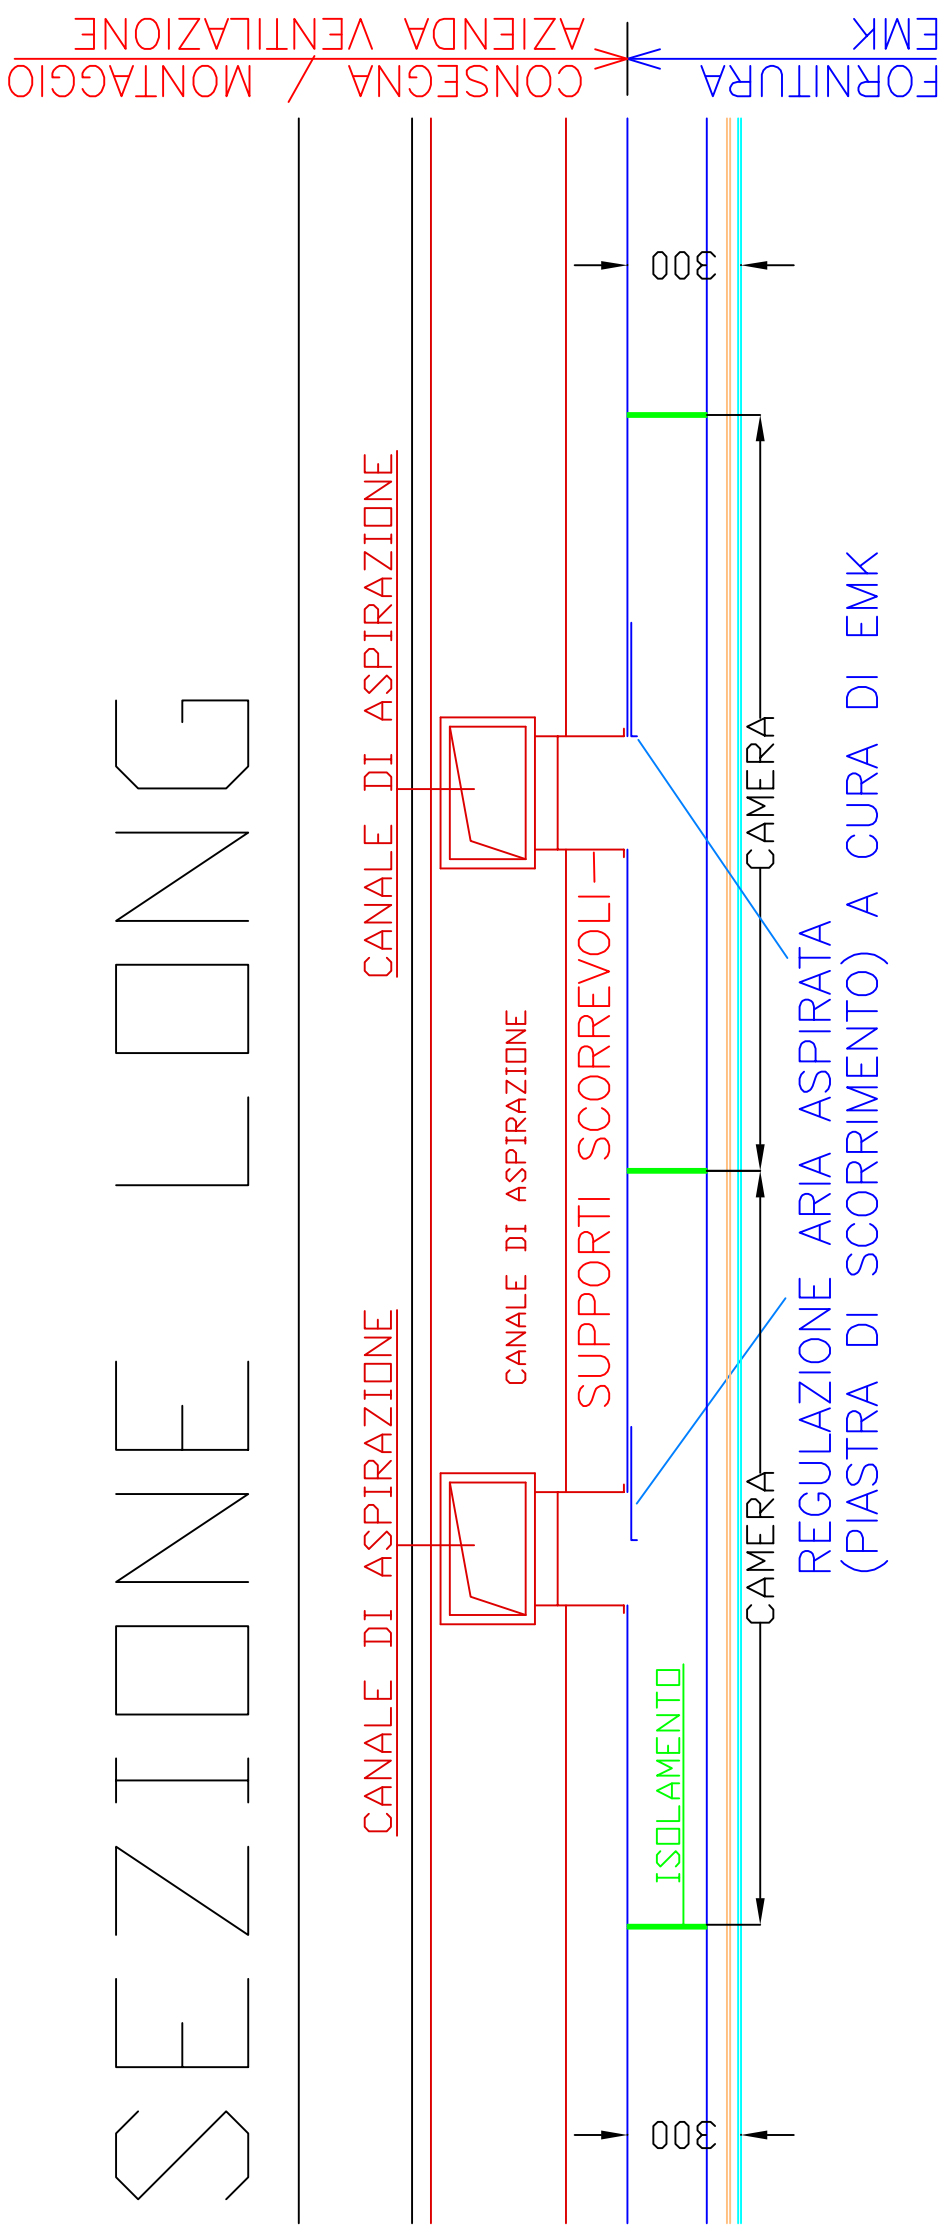 SEZIONE LONG
CANALE DI ASPIRAZIONE
CANALE DI ASPIRAZIONE
CANALE DI ASPIRAZIONE
SUPPORTI SCORREVOLI
ISOLAMENTO
300
300
CAMERA
CAMERA
REGULAZIONE ARIA ASPIRATA
(PIASTRA DI SCORRIMENTO) A CURA DI EMK
FORNITURA
EMK
CONSEGNA / MONTAGGIO
AZIENDA VENTILAZIONE